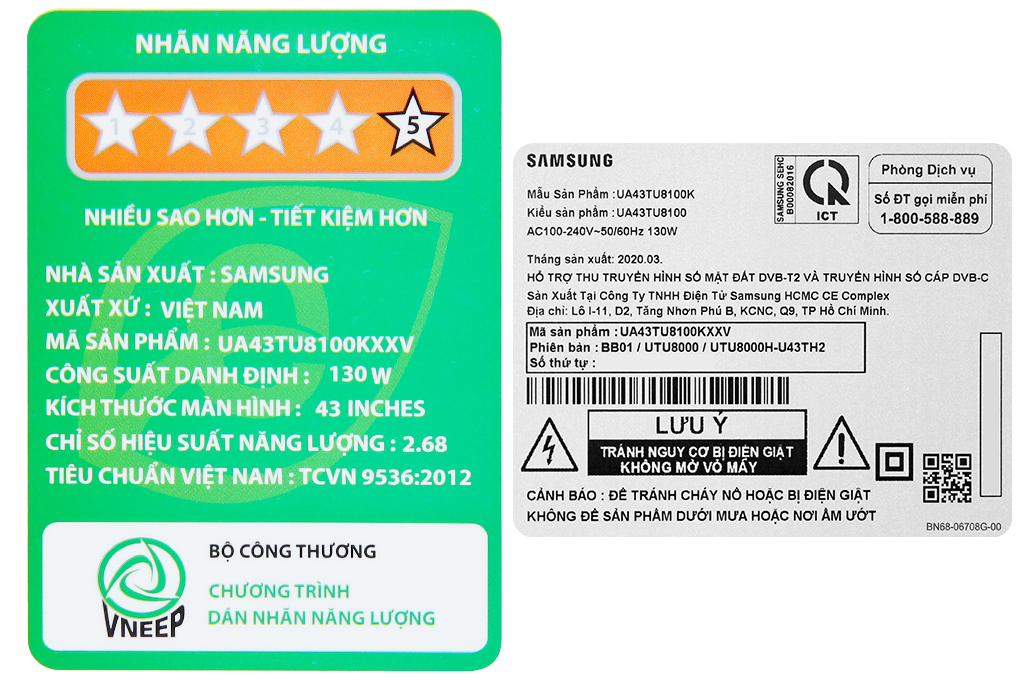 NHÃN NĂNG LƯỢNG
1 2 3 4 5
NHIỀU SAO HƠN - TIẾT KIỆM HƠN
NHÀ SẢN XUẤT : SAMSUNG
XUẤT XỨ : VIỆT NAM
MÃ SẢN PHẨM : UA43TU8100KXXV
CÔNG SUẤT DANH ĐỊNH : 130 W
KÍCH THƯỚC MÀN HÌNH : 43 INCHES
CHỈ SỐ HIỆU SUẤT NĂNG LƯỢNG : 2.68
TIÊU CHUẨN VIỆT NAM : TCVN 9536:2012
VNEEP
BỘ CÔNG THƯƠNG
CHƯƠNG TRÌNH
DÁN NHÃN NĂNG LƯỢNG
SAMSUNG
Mẫu Sản Phẩm : UA43TU8100K
Kiểu sản phẩm : UA43TU8100
AC100-240V~50/60Hz 130W
SAMSUNG SEHC
B00082016
ICT
Phòng Dịch vụ
Số ĐT gọi miễn phí
1-800-588-889
Tháng sản xuất: 2020.03.
HỖ TRỢ THU TRUYỀN HÌNH SỐ MẶT ĐẤT DVB-T2 VÀ TRUYỀN HÌNH SỐ CÁP DVB-C
Sản Xuất Tại Công Ty TNHH Điện Tử Samsung HCMC CE Complex
Địa chỉ: Lô I-11, D2, Tăng Nhơn Phú B, KCNC, Q9, TP Hồ Chí Minh.
Mã sản phẩm : UA43TU8100KXXV
Phiên bản : BB01 / UTU8000 / UTU8000H-U43TH2
Số thứ tự :
LƯU Ý
TRÁNH NGUY CƠ BỊ ĐIỆN GIẬT
KHÔNG MỞ VỎ MÁY
CẢNH BÁO : ĐỂ TRÁNH CHÁY NỔ HOẶC BỊ ĐIỆN GIẬT
KHÔNG ĐỂ SẢN PHẨM DƯỚI MƯA HOẶC NƠI ẨM ƯỚT
BN68-06708G-00